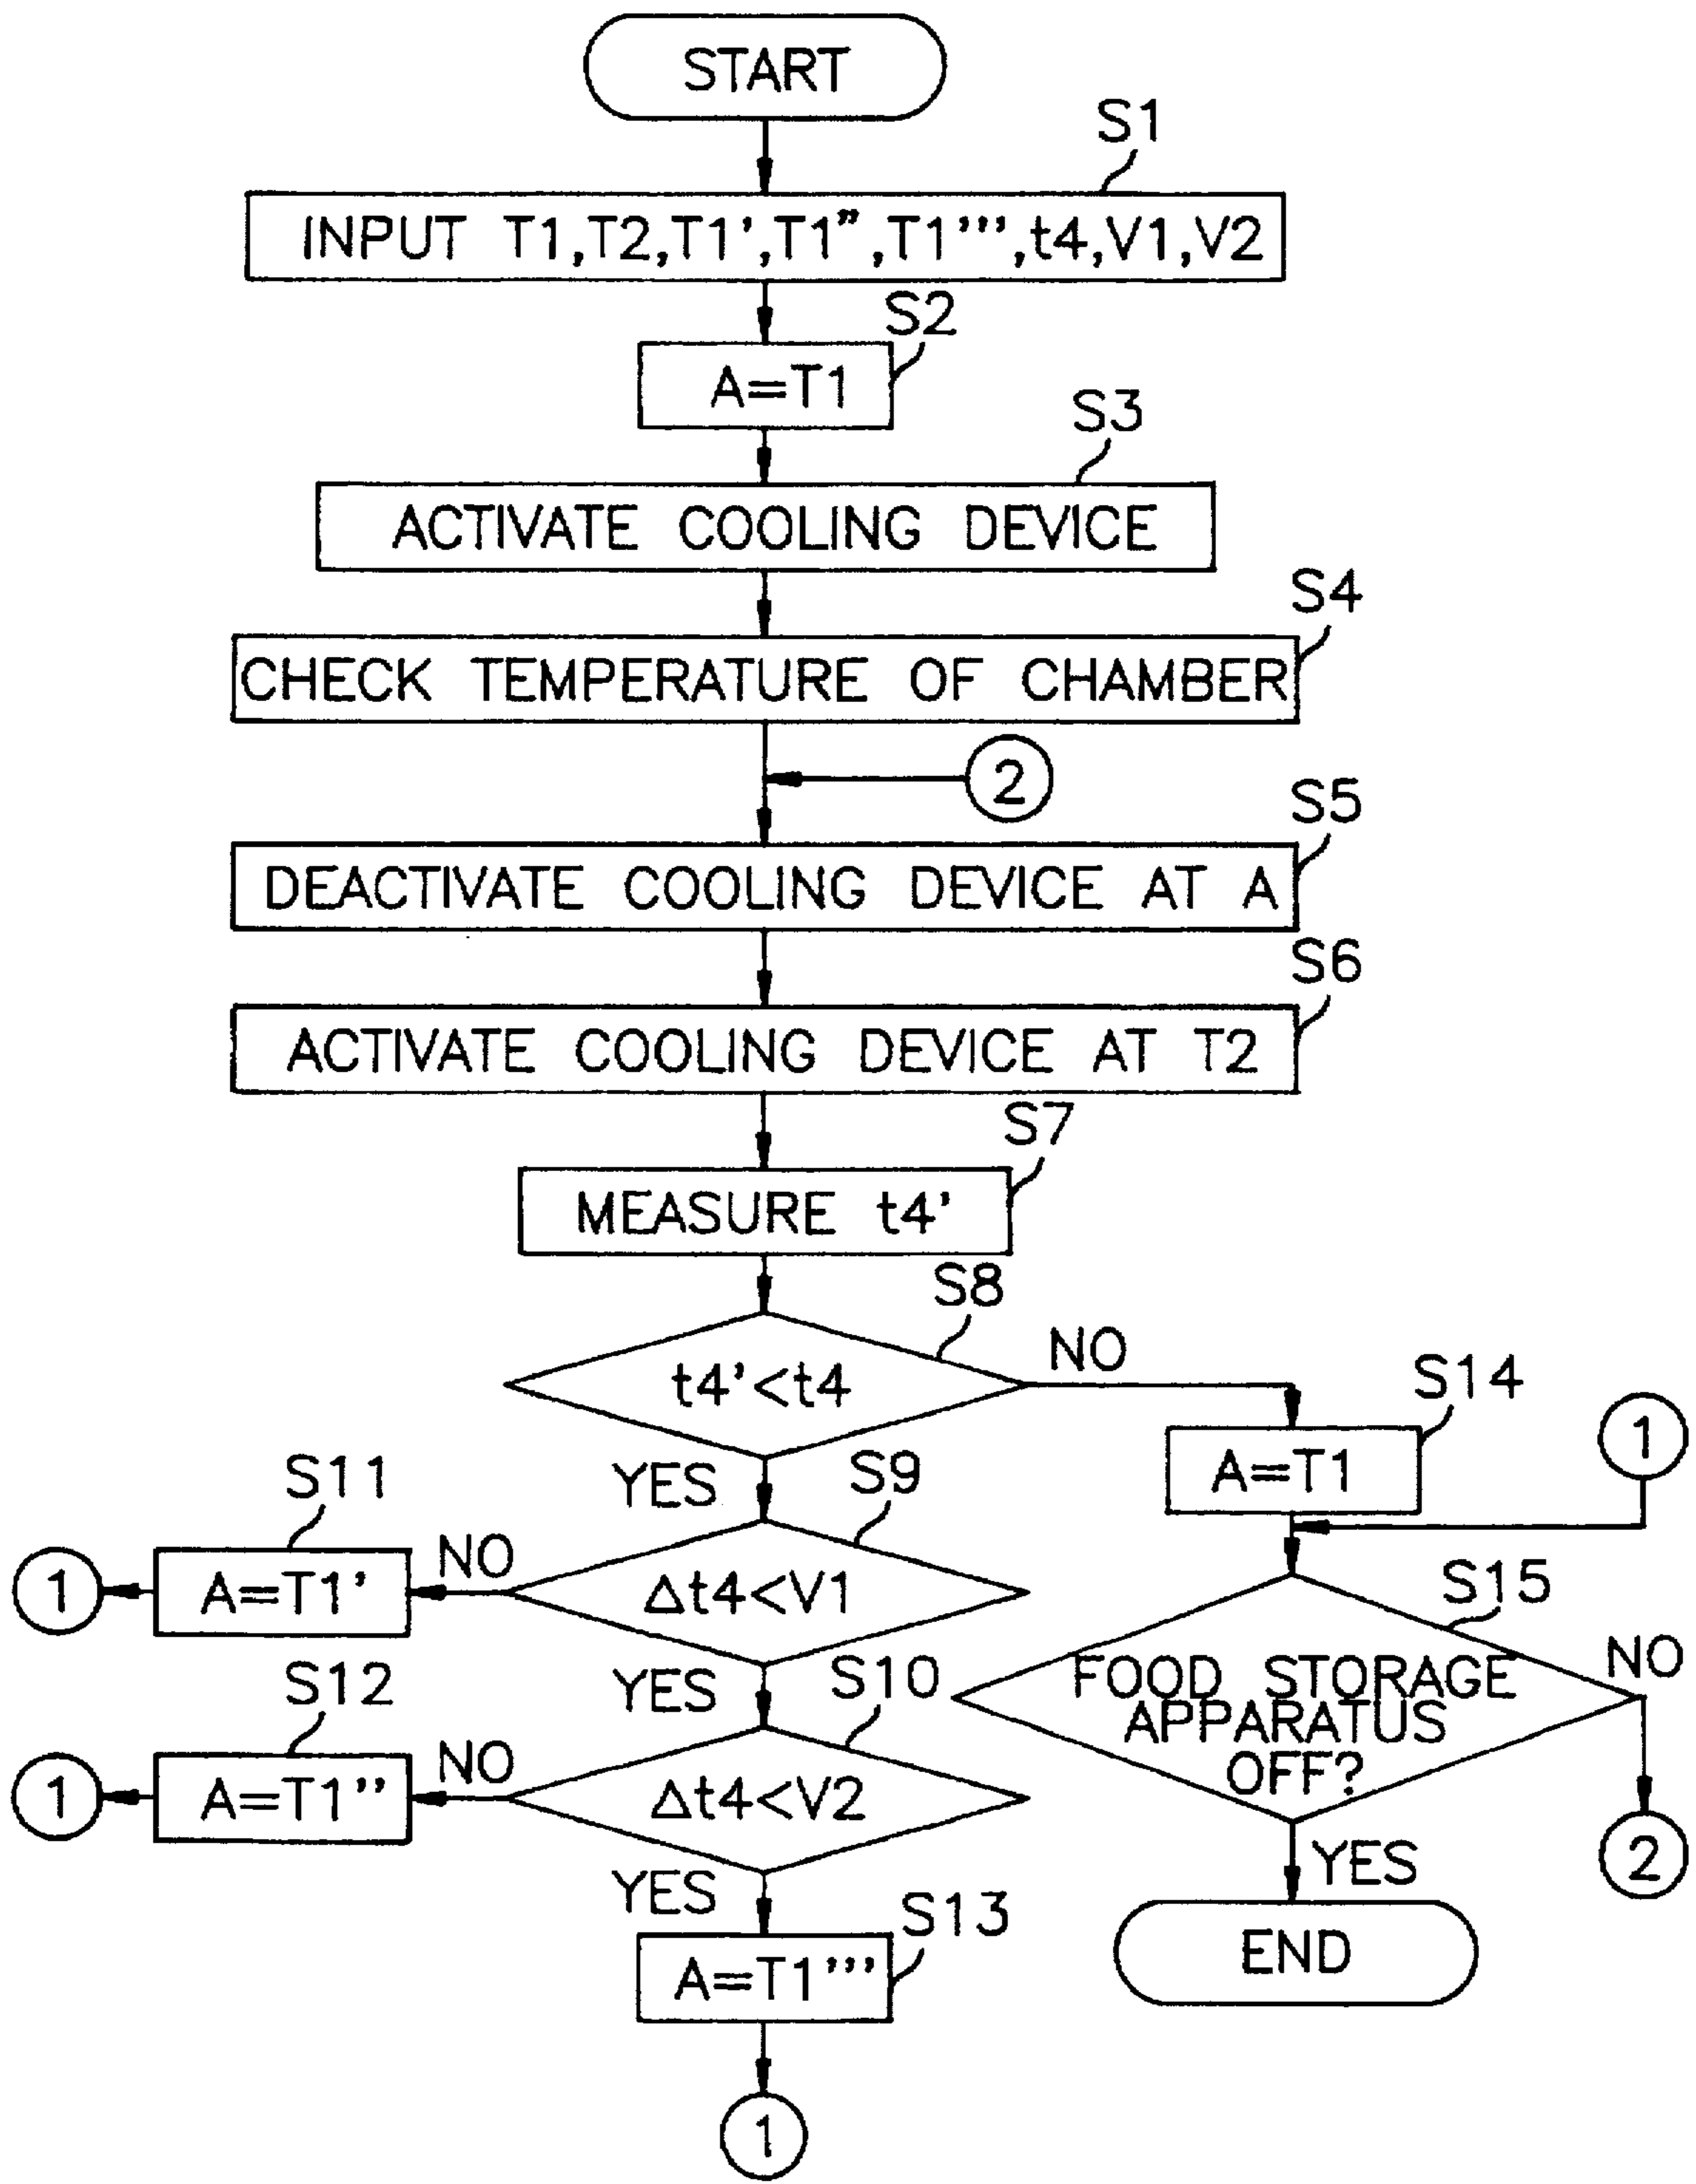 START
S1
INPUT T1,T2,T1',T1",T1''',t4,V1,V2
S2
A=T1
S3
ACTIVATE COOLING DEVICE
S4
CHECK TEMPERATURE OF CHAMBER
2
S5
DEACTIVATE COOLING DEVICE AT A
S6
ACTIVATE COOLING DEVICE AT T2
S7
MEASURE t4'
S8
t4'<t4
NO
S14
1
A=T1
YES
S9
S11
NO
Δt4<V1
A=T1'
1
S15
FOOD STORAGE
APPARATUS
OFF?
NO
YES
S10
S12
NO
Δt4<V2
A=T1''
1
2
YES
END
YES
S13
A=T1'''
1